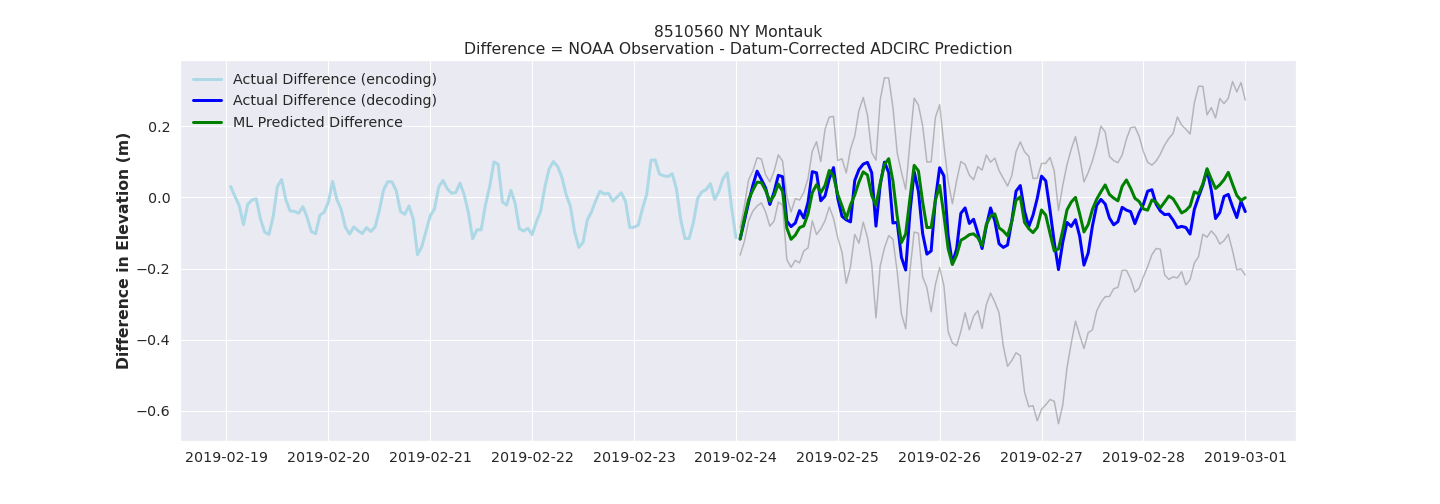 8510560 NY Montauk
Difference = NOAA Observation - Datum-Corrected ADCIRC Prediction
Actual Difference (encoding)
Actual Difference (decoding)
ML Predicted Difference
Difference in Elevation (m)
0.2
0.0
−0.2
−0.4
−0.6
2019-02-19 2019-02-20 2019-02-21 2019-02-22 2019-02-23 2019-02-24 2019-02-25 2019-02-26 2019-02-27 2019-02-28 2019-03-01